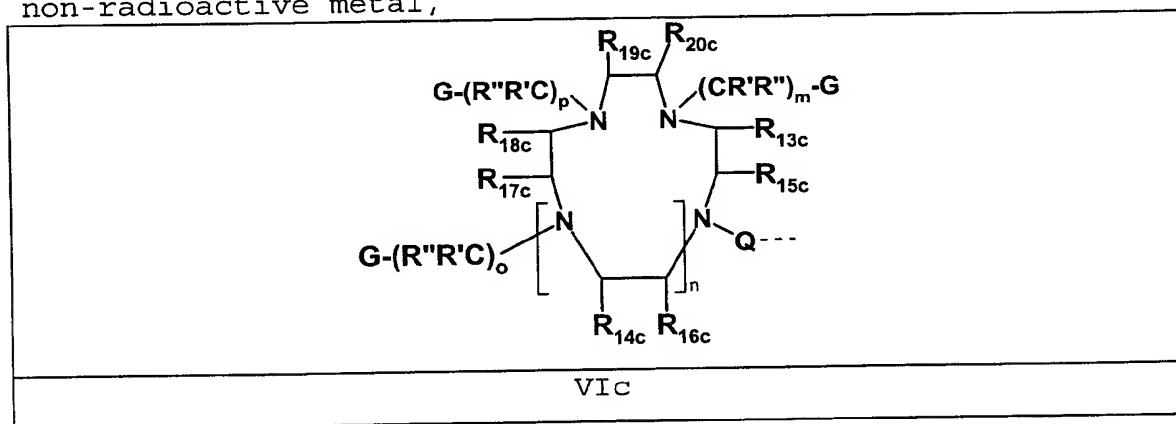 non-radioactive metal,
R19c R20c
G-(R"R'C)p (CR'R")m-G
N N
R18c R13c
R17c R15c
N N
Q
G-(R"R'C)o
n
R14c R16c
VIc